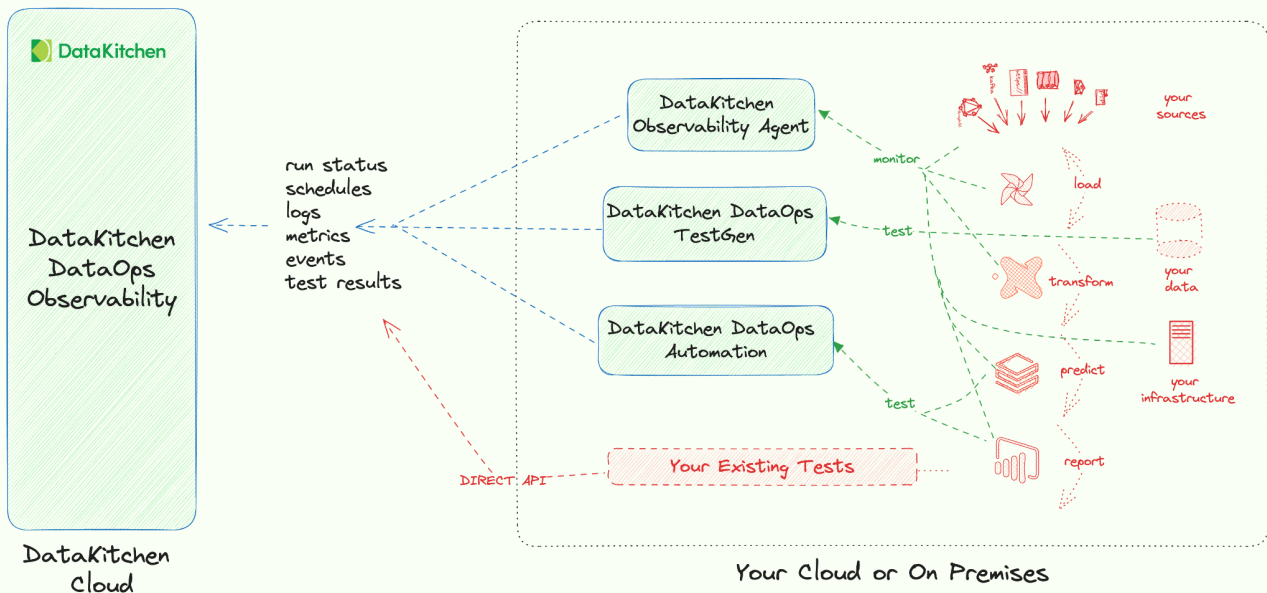 DataKitchen
DataKitchen
DataOps
Observability
DataKitchen
Cloud
run status
schedules
logs
metrics
events
test results
DIRECT API
DataKitchen
Observability Agent
DataKitchen DataOps
TestGen
DataKitchen DataOps
Automation
Your Existing Tests
monitor
test
test
kafka
your
sources
load
transform
predict
report
your
data
your
infrastructure
Your Cloud or On Premises